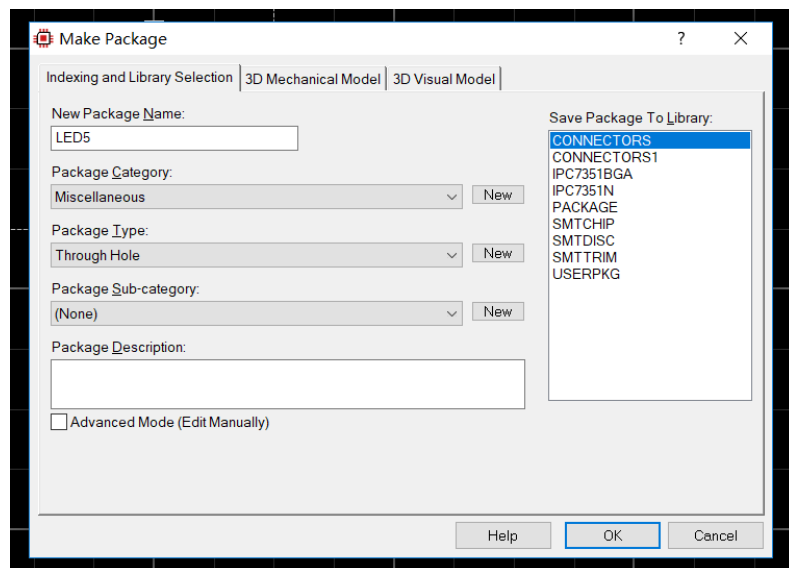 Make Package
?
Indexing and Library Selection
3D Mechanical Model
3D Visual Model
New Package Name:
LED5
Package Category:
Miscellaneous
New
Package Type:
Through Hole
New
Package Sub-category:
(None)
New
Package Description:
Advanced Mode (Edit Manually)
Save Package To Library:
CONNECTORS
CONNECTORS1
IPC7351BGA
IPC7351N
PACKAGE
SMTCHIP
SMTDISC
SMTTRIM
USERPKG
Help
OK
Cancel